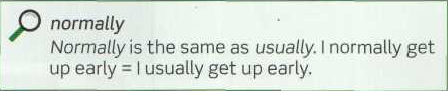 normally
Normally is the same as usually. I normally get
up early = I usually get up early.